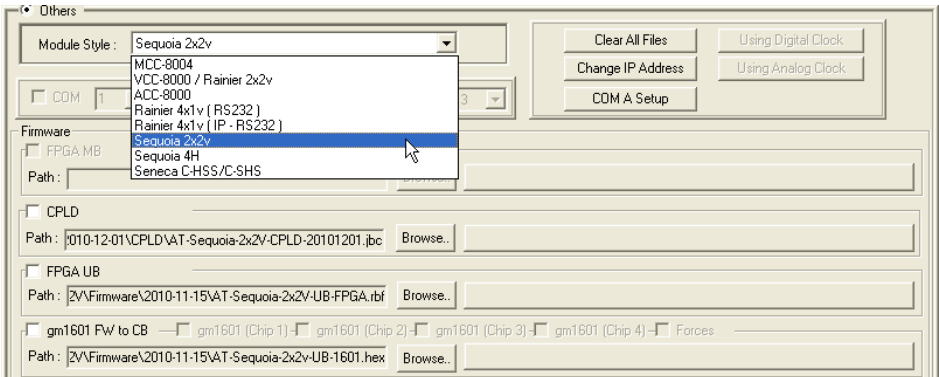 Others
Module Style : Sequoia 2x2v
Clear All Files Using Digital Clock
MCC-8004
VCC-8000 / Rainier 2x2v
Change IP Address Using Analog Clock
ACC-8000
COM 1 3
COM A Setup
Rainier 4x1v ( RS232 )
Rainier 4x1v ( IP - RS232 )
Firmware
Sequoia 2x2v
FPGA MB
Sequoia 4H
Seneca C-HSS/C-SHS
Path : Browse..
CPLD
Path : '010-12-01\CPLD\AT-Sequoia-2x2V-CPLD-20101201.jbc Browse..
FPGA UB
Path : 2V\Firmware\2010-11-15\AT-Sequoia-2x2V-UB-FPGA.rbf Browse..
gm1601 FW to CB gm1601 (Chip 1) gm1601 (Chip 2) gm1601 (Chip 3) gm1601 (Chip 4) Forces
Path : 2V\Firmware\2010-11-15\AT-Sequoia-2x2v-UB-1601.hex Browse..